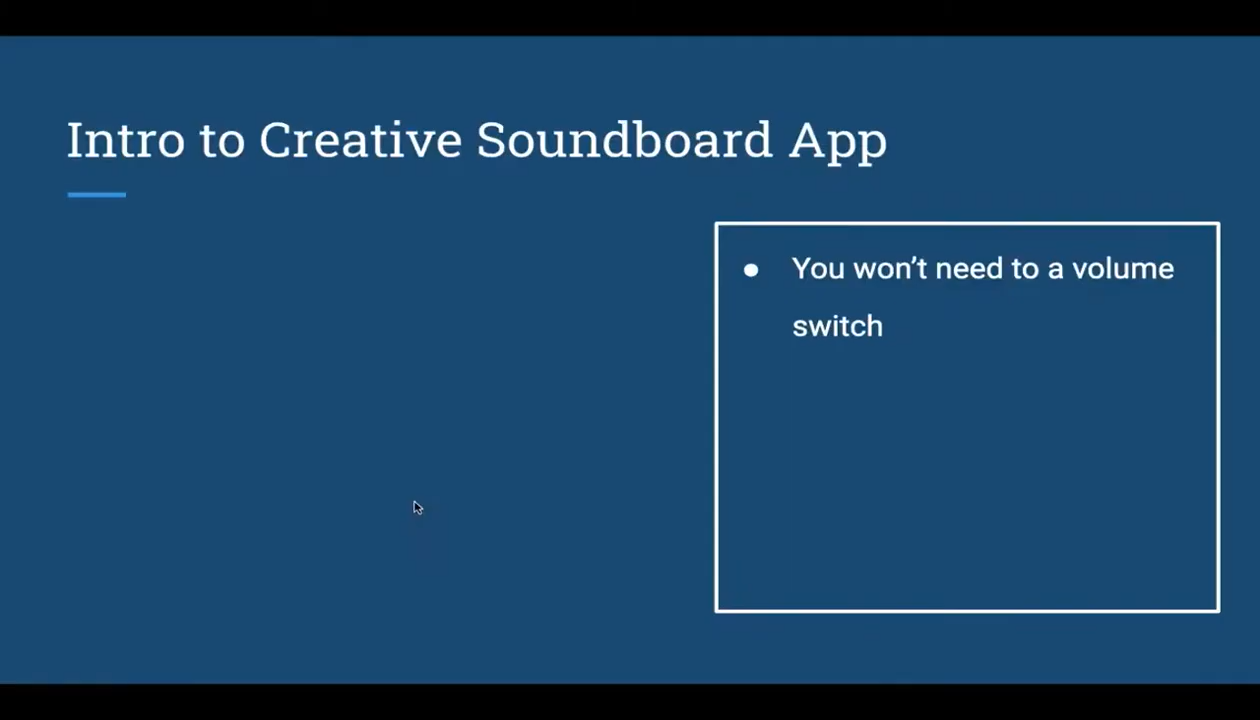 Intro to Creative Soundboard App
● You won’t need to a volume
switch